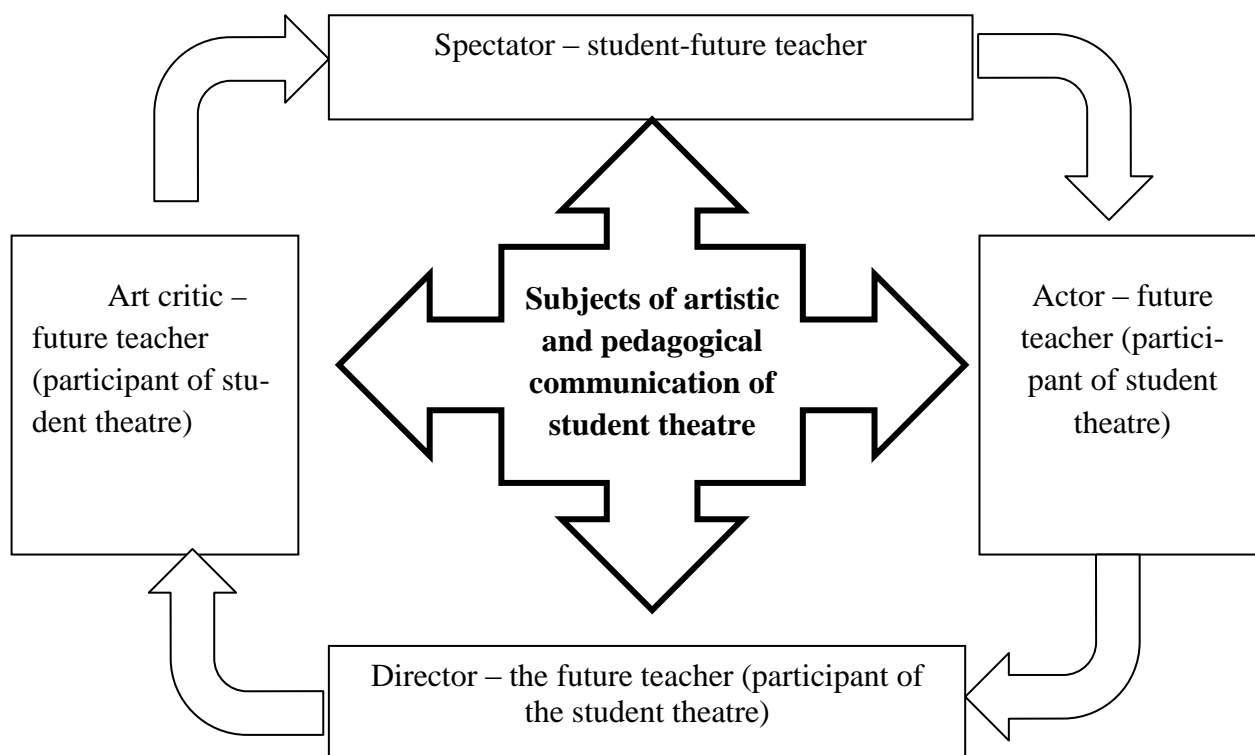 Spectator – student-future teacher
Art critic –
future teacher
(participant of stu-
dent theatre)
Subjects of artistic
and pedagogical
communication of
student theatre
Actor – future
teacher (partici-
pant of student
theatre)
Director – the future teacher (participant of
the student theatre)